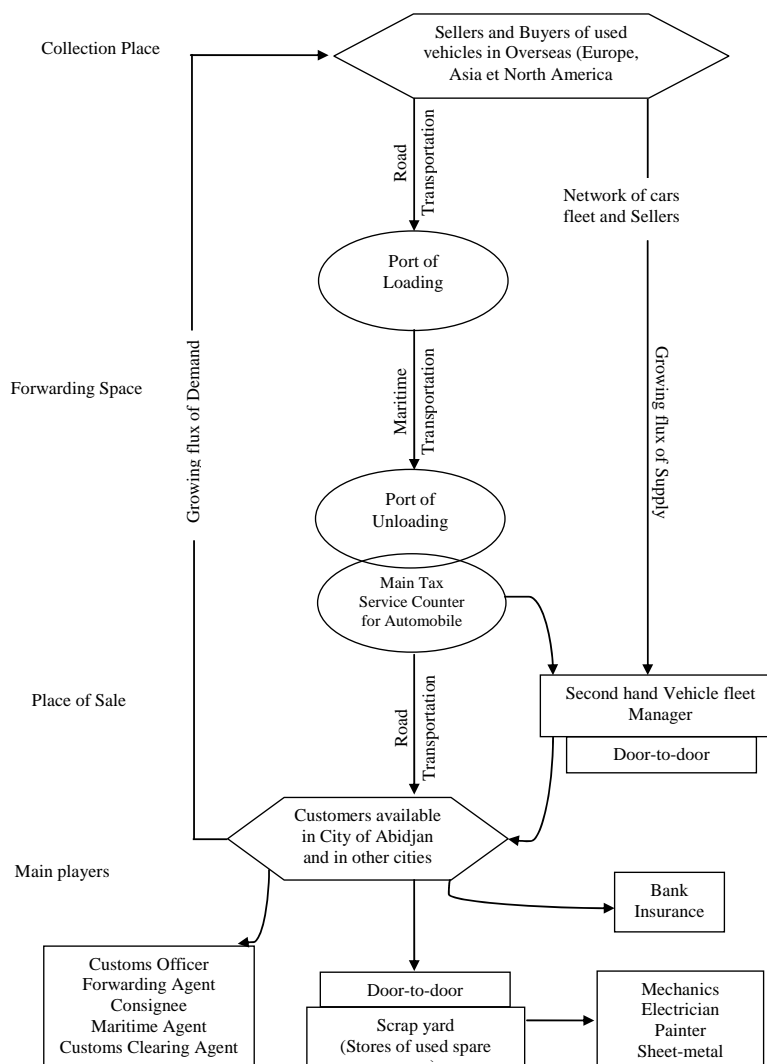 Collection Place
Sellers and Buyers of used
vehicles in Overseas (Europe,
Asia et North America
Road
Transportation
Network of cars
fleet and Sellers
Port of
Loading
Forwarding Space
Growing flux of Demand
Maritime
Transportation
Growing flux of Supply
Port of
Unloading
Main Tax
Service Counter
for Automobile
Place of Sale
Road
Transportation
Second hand Vehicle fleet
Manager
Door-to-door
Customers available
in City of Abidjan
and in other cities
Main players
Bank
Insurance
Customs Officer
Forwarding Agent
Consignee
Maritime Agent
Customs Clearing Agent
Door-to-door
Scrap yard
(Stores of used spare
Mechanics
Electrician
Painter
Sheet-metal